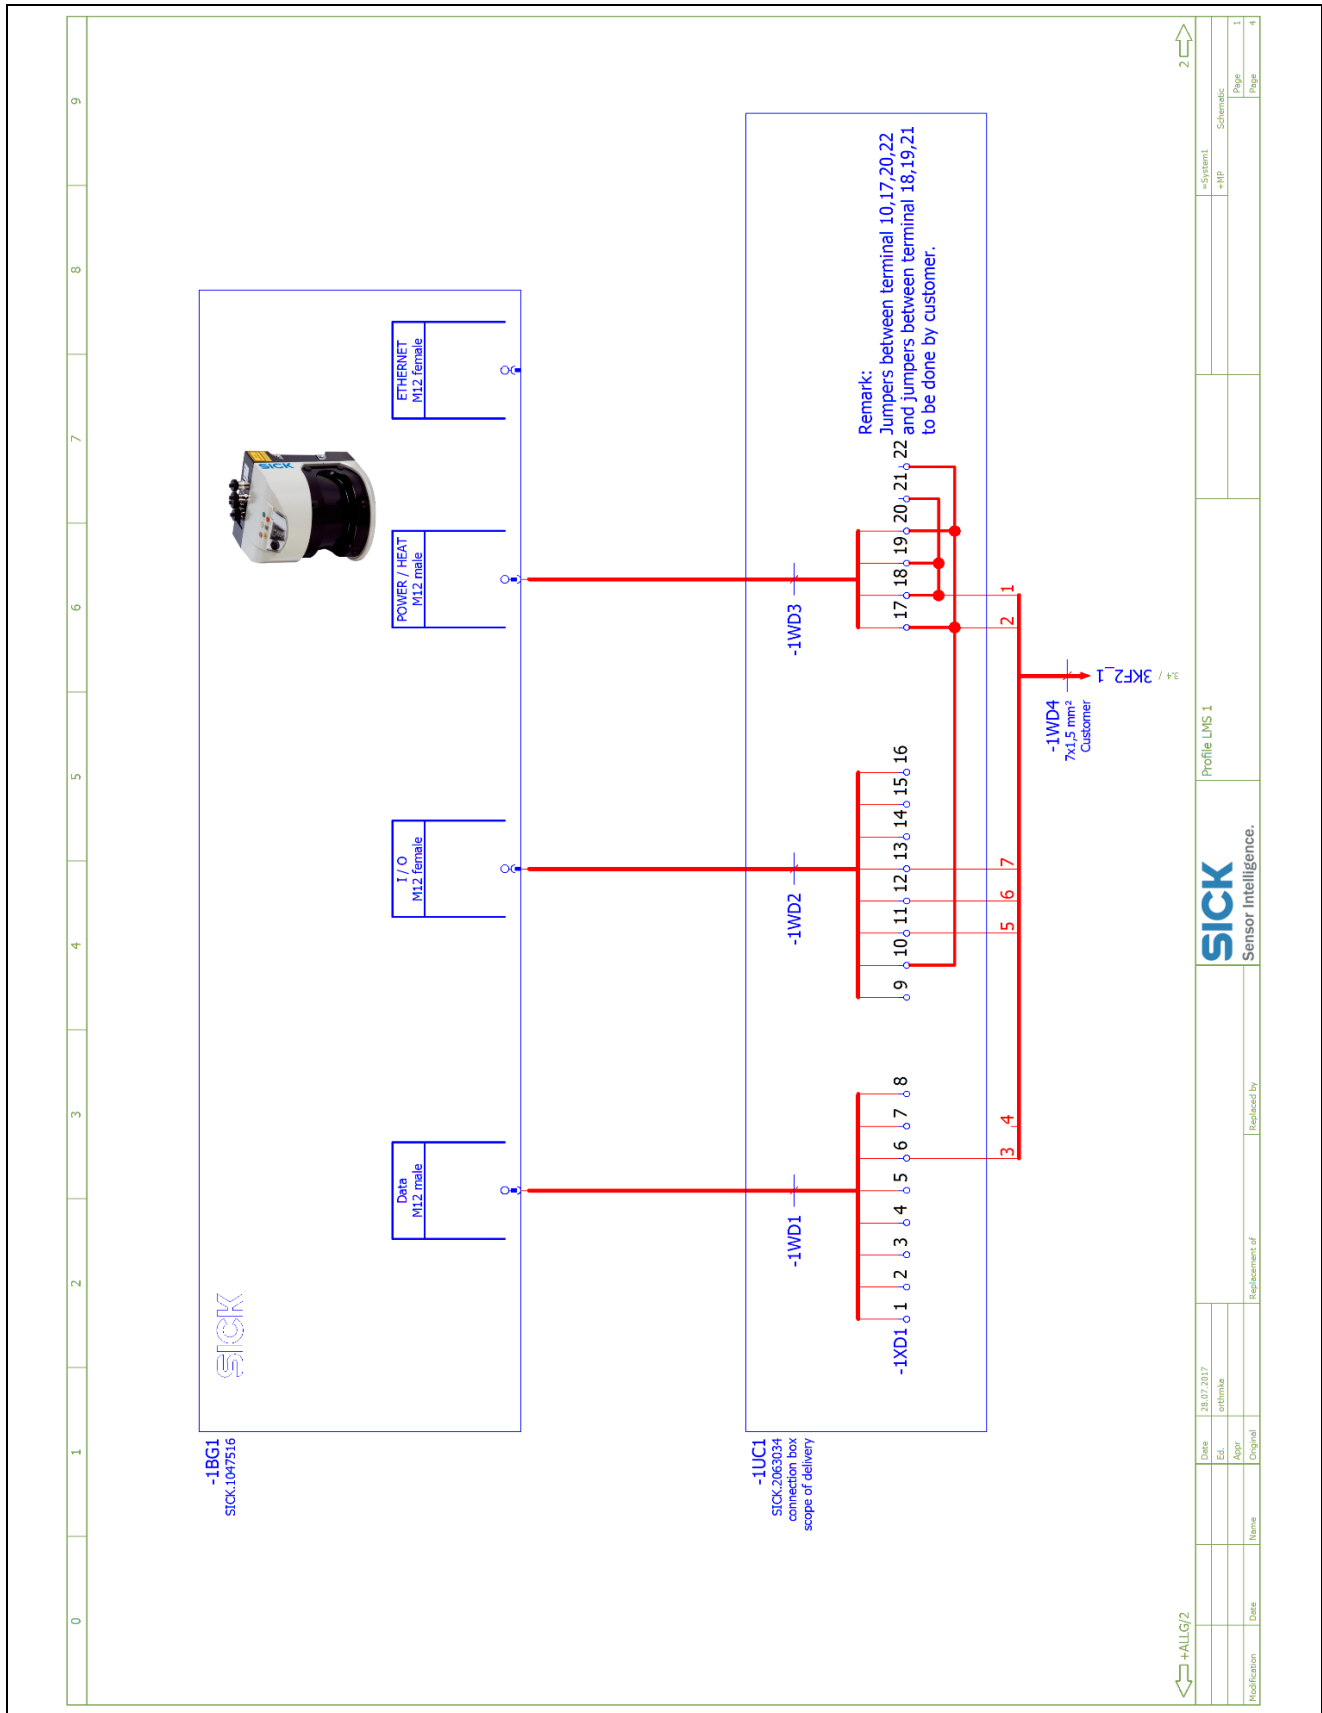 0
1
2
3
4
5
6
7
8
9
-1BG1
SICK.1047516
SICK
SICK
Data
M12 male
I / O
M12 female
POWER / HEAT
M12 male
ETHERNET
M12 female
-1UC1
SICK.2063034
connection box
scope of delivery
-1WD1
-1WD2
-1WD3
Remark:
Jumpers between terminal 10,17,20,22
and jumpers between terminal 18,19,21
to be done by customer.
-1XD1
1
2
3
4
5
6
7
8
9
10
11
12
13
14
15
16
17
18
19
20
21
22
3
4
5
6
7
2
1
-1WD4
7x1,5 mm²
Customer
3KF2_1
/ 3.4
+ALLG/2
2
Modification
Date
Name
Date
28.07.2017
Ed.
orthmka
Appr
Original
Replacement of
Replaced by
SICK
Sensor Intelligence.
Profile LMS 1
=System1
+MP
Schematic
Page
1
Page
4